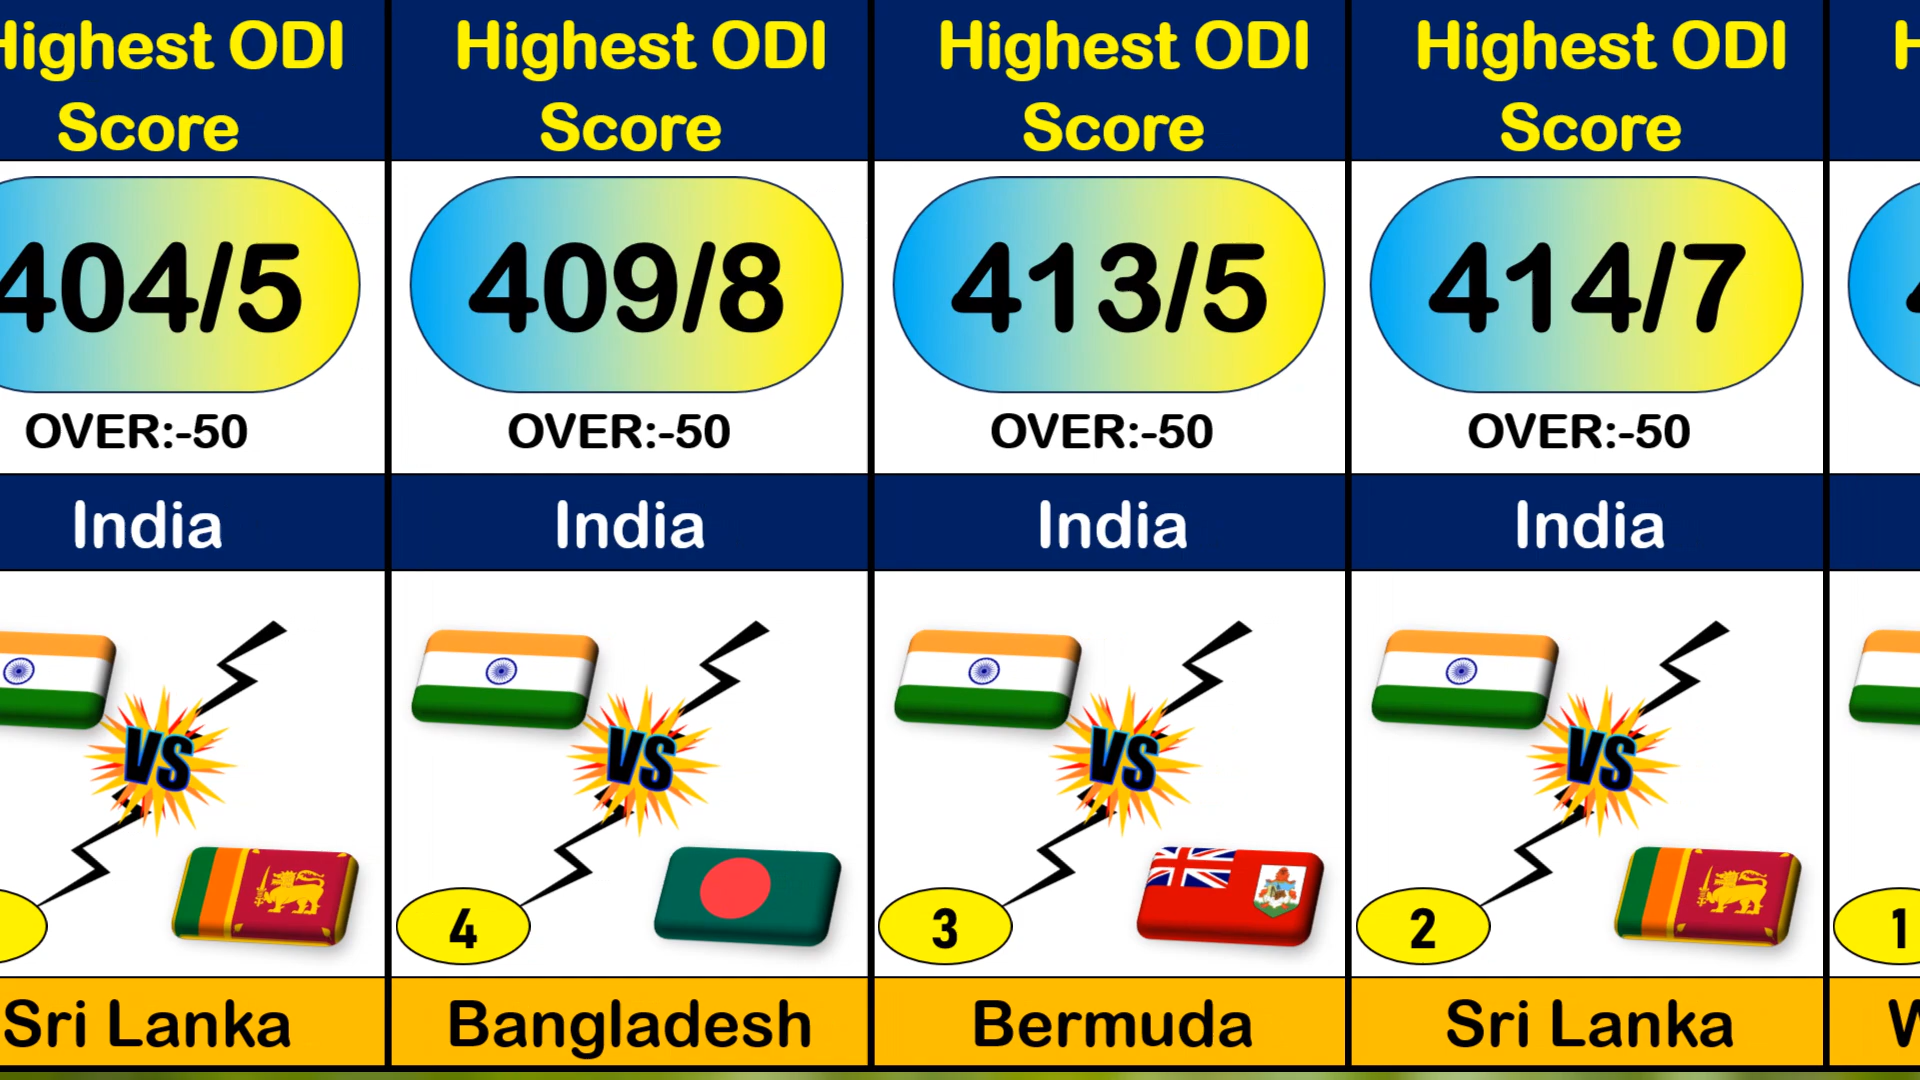 Highest ODI
Score
404/5
OVER:-50
India
VS
Sri Lanka
Highest ODI
Score
409/8
OVER:-50
India
VS
4
Bangladesh
Highest ODI
Score
413/5
OVER:-50
India
VS
3
Bermuda
Highest ODI
Score
414/7
OVER:-50
India
VS
2
Sri Lanka
1